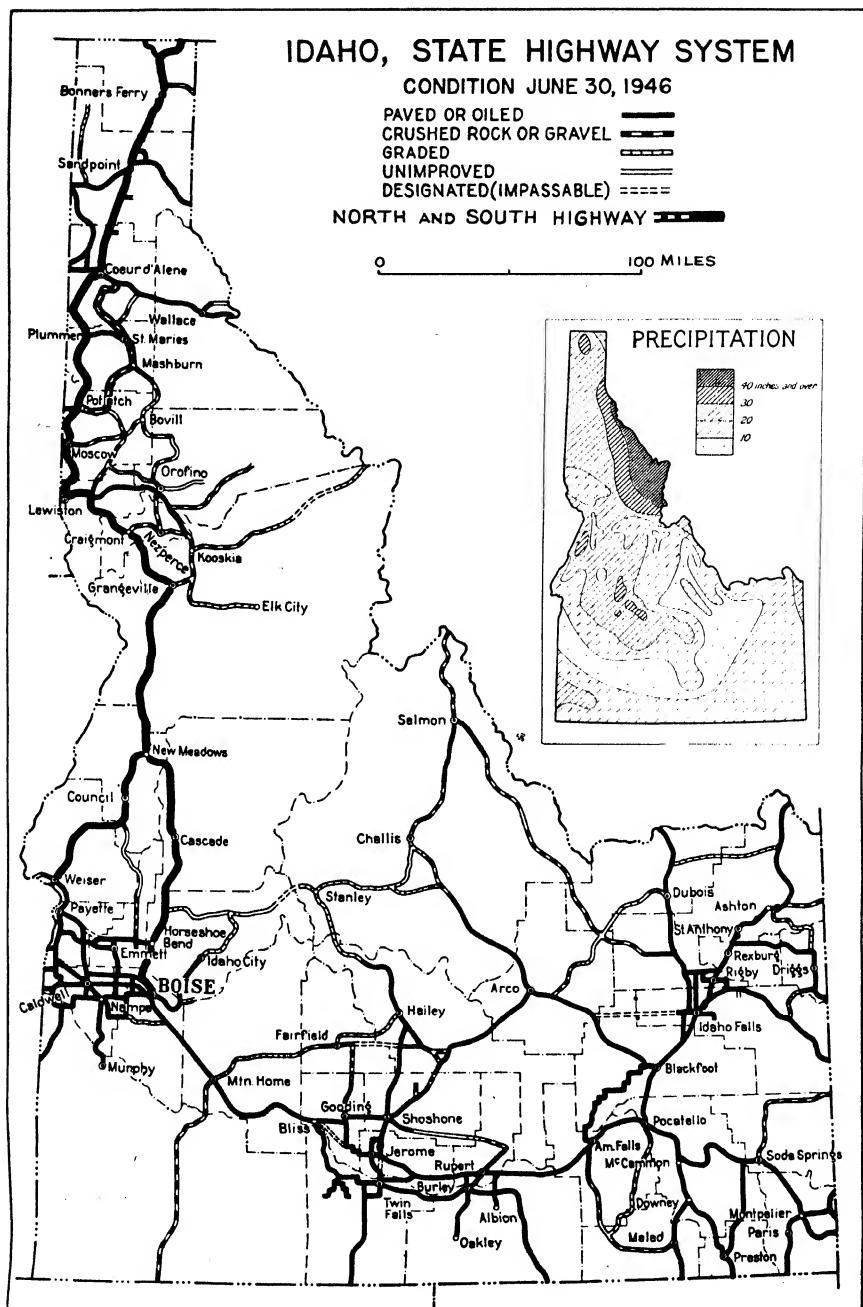 IDAHO, STATE HIGHWAY SYSTEM
CONDITION JUNE 30, 1946
PAVED OR OILED
CRUSHED ROCK OR GRAVEL
GRADED
UNIMPROVED
DESIGNATED (IMPASSABLE)
NORTH AND SOUTH HIGHWAY
0 100 MILES
PRECIPITATION
40 inches and over
30
20
10
Bonners Ferry
Sandpoint
Coeur d'Alene
Wallace
Plummer
St. Maries
Mashburn
Potlatch
Bovill
Moscow
Orofino
Lewiston
Craigmont
Nezperce
Kooskia
Grangeville
Elk City
Salmon
New Meadows
Council
Cascade
Challis
Weiser
Stanley
Dubois
Payette
Ashton
Horseshoe
Bend
St Anthony
Emmett
Idaho City
Rexburg
Rigby
Driggs
BOISE
Arco
Caldwell
Nampa
Hailey
Idaho Falls
Fairfield
Murphy
Blackfoot
Mtn. Home
Gooding
Shoshone
Pocatello
Bliss
Am. Falls
Jerome
Rupert
McCammon
Soda Springs
Burley
Downey
Twin
Falls
Albion
Montpelier
Paris
Oakley
Malad
Preston